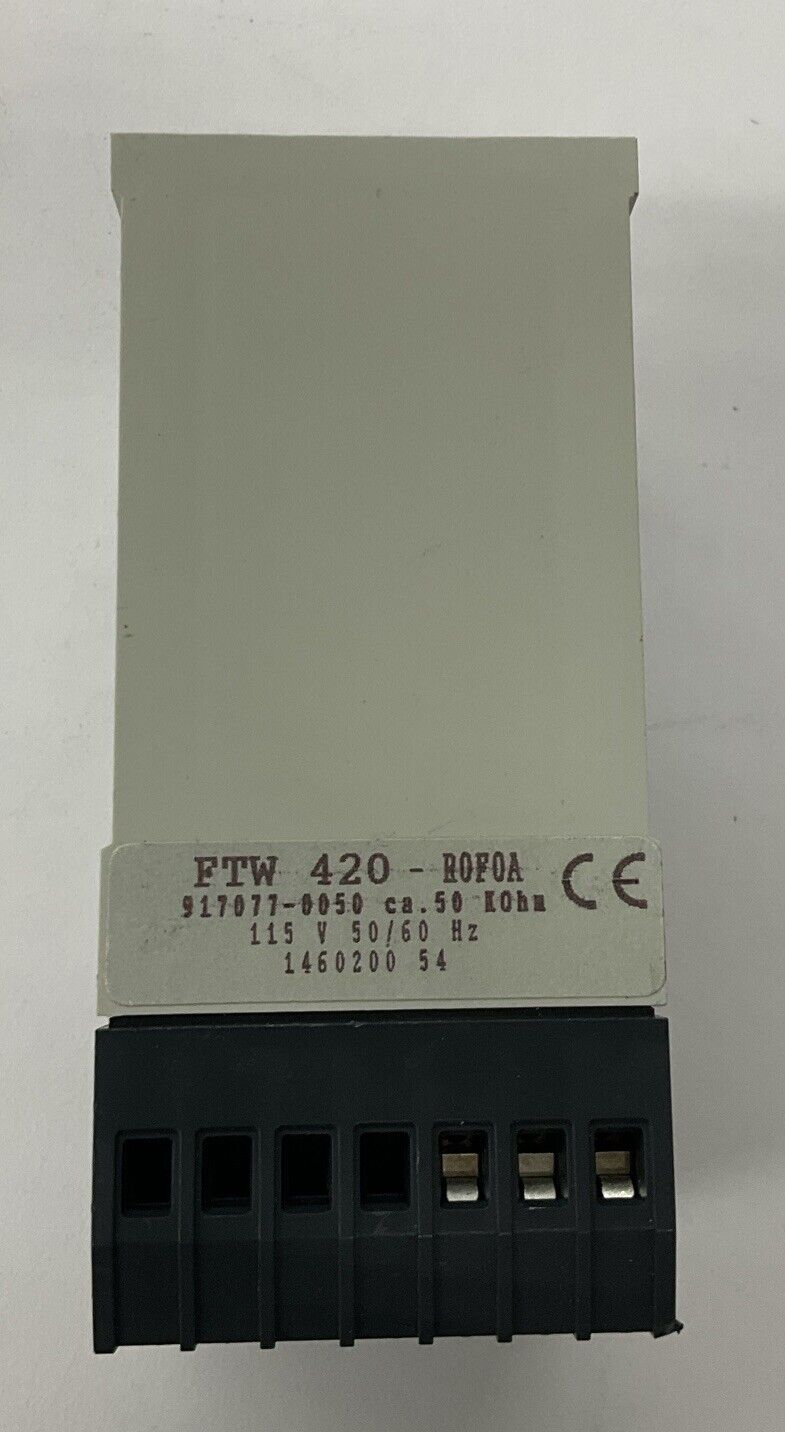 FTW 420 - R0F0A CE
917077-0050 ca.50 KOhm
115 V 50/60 Hz
1460200 54